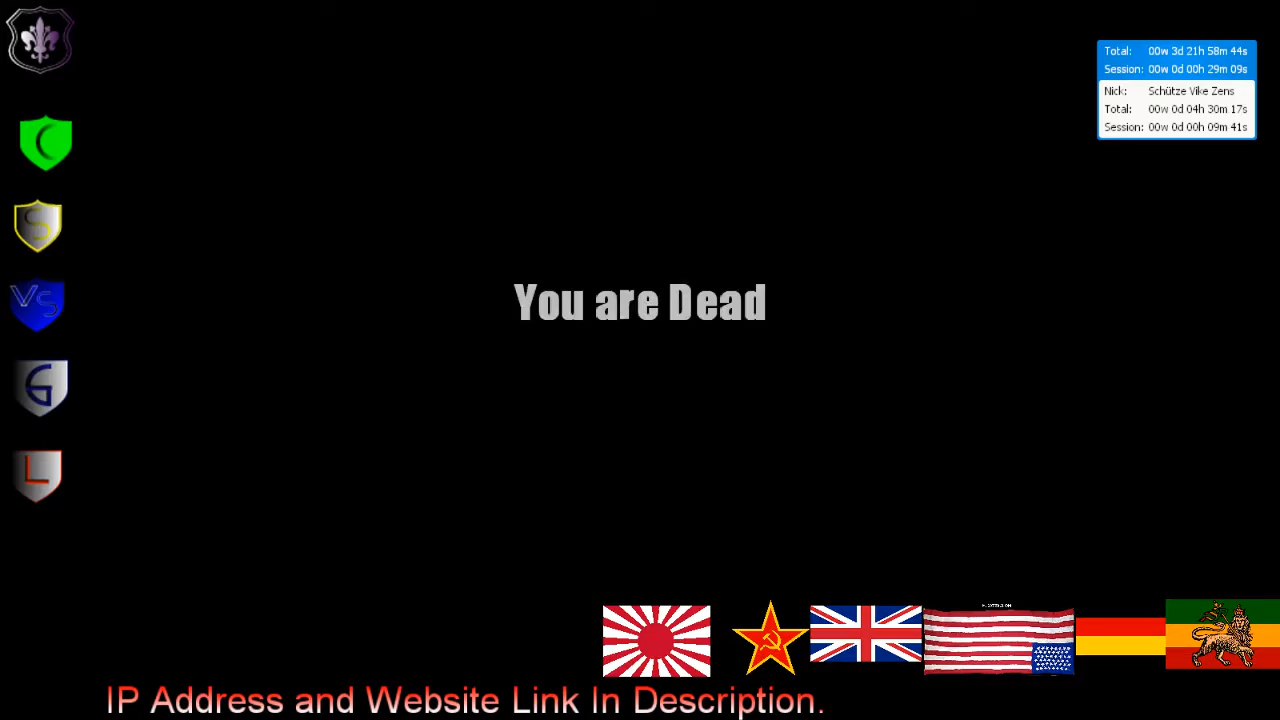 Total: 00w 3d 21h 58m 44s
Session: 00w 0d 00h 29m 09s
Nick: Schütze Vike Zens
Total: 00w 0d 04h 30m 17s
Session: 00w 0d 00h 09m 41s
C
S
VS
You are Dead
G
L
IP Address and Website Link In Description.